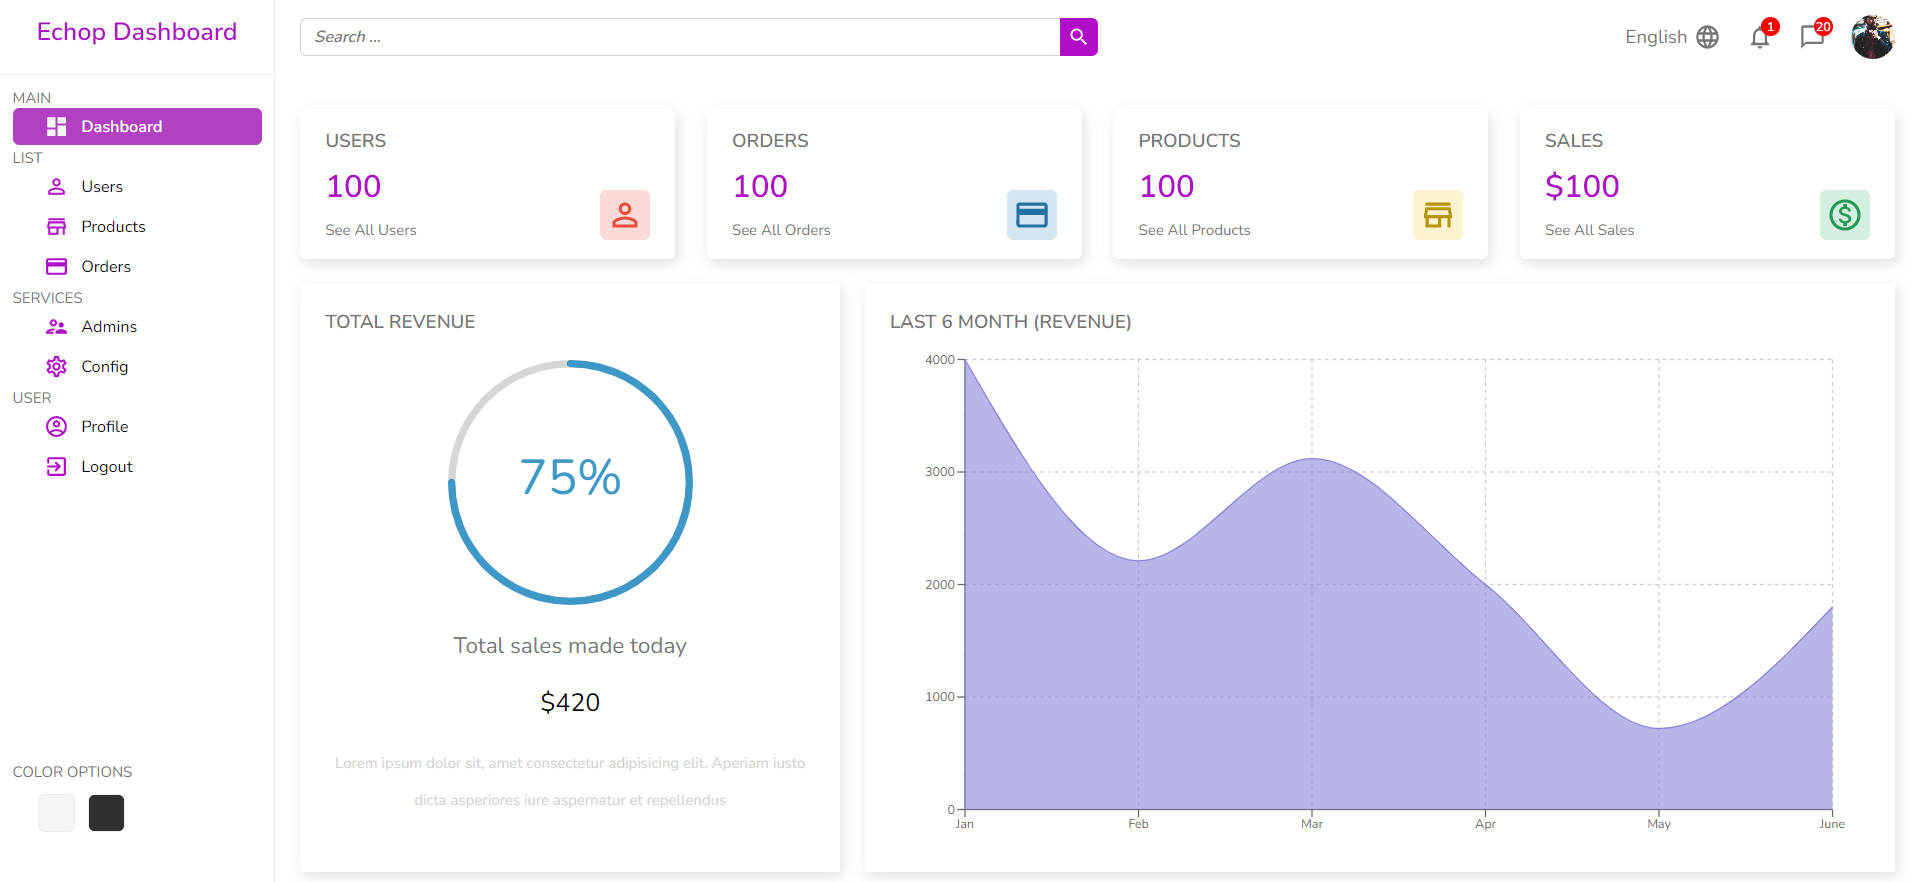 Echop Dashboard
MAIN
Dashboard
LIST
Users
Products
Orders
SERVICES
Admins
Config
USER
Profile
Logout
COLOR OPTIONS
Search ...
English
1
20
USERS
100
See All Users
ORDERS
100
See All Orders
PRODUCTS
100
See All Products
SALES
$100
$
See All Sales
TOTAL REVENUE
75%
Total sales made today
$420
Lorem ipsum dolor sit, amet consectetur adipisicing elit. Aperiam iusto
dicta asperiores iure aspernatur et repellendus
LAST 6 MONTH (REVENUE)
4000
3000
2000
1000
0
Jan Feb Mar Apr May June